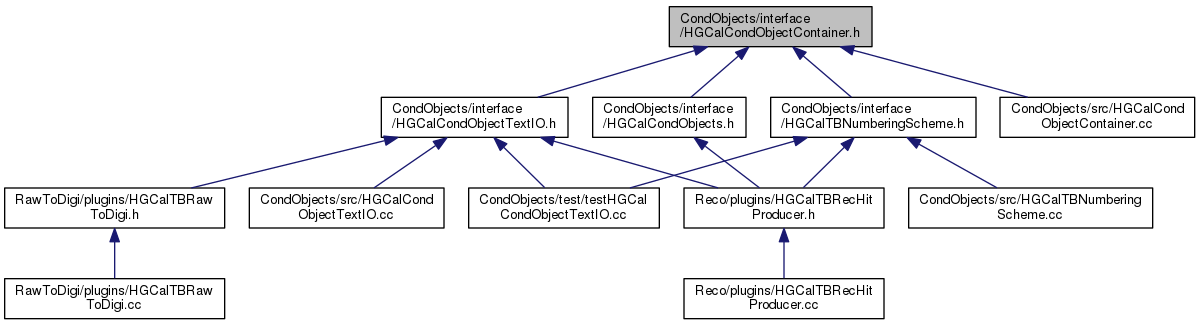 CondObjects/interface
/HGCalCondObjectContainer.h
CondObjects/interface
/HGCalCondObjectTextIO.h
CondObjects/interface
/HGCalCondObjects.h
CondObjects/interface
/HGCalTBNumberingScheme.h
CondObjects/src/HGCalCond
ObjectContainer.cc
RawToDigi/plugins/HGCalTBRaw
ToDigi.h
CondObjects/src/HGCalCond
ObjectTextIO.cc
CondObjects/test/testHGCal
CondObjectTextIO.cc
Reco/plugins/HGCalTBRecHit
Producer.h
CondObjects/src/HGCalTBNumbering
Scheme.cc
RawToDigi/plugins/HGCalTBRaw
ToDigi.cc
Reco/plugins/HGCalTBRecHit
Producer.cc